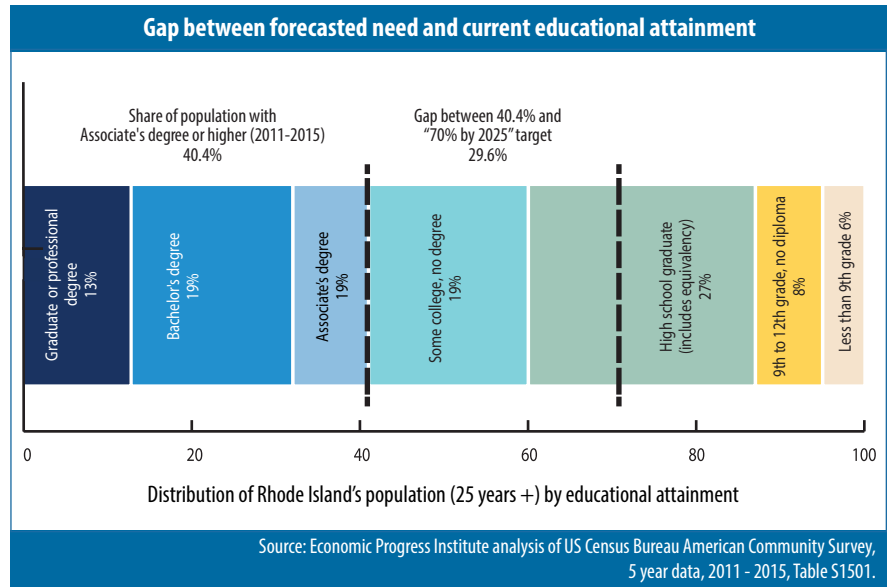 Gap between forecasted need and current educational attainment
Share of population with
Associate's degree or higher (2011-2015)
40.4%
Gap between 40.4% and
“70% by 2025” target
29.6%
Graduate or professional
degree
13%
Bachelor's degree
19%
Associate's degree
19%
Some college, no degree
19%
High school graduate
(includes equivalency)
27%
9th to 12th grade, no diploma
8%
Less than 9th grade 6%
0 20 40 60 80 100
Distribution of Rhode Island’s population (25 years +) by educational attainment
Source: Economic Progress Institute analysis of US Census Bureau American Community Survey,
5 year data, 2011 - 2015, Table S1501.